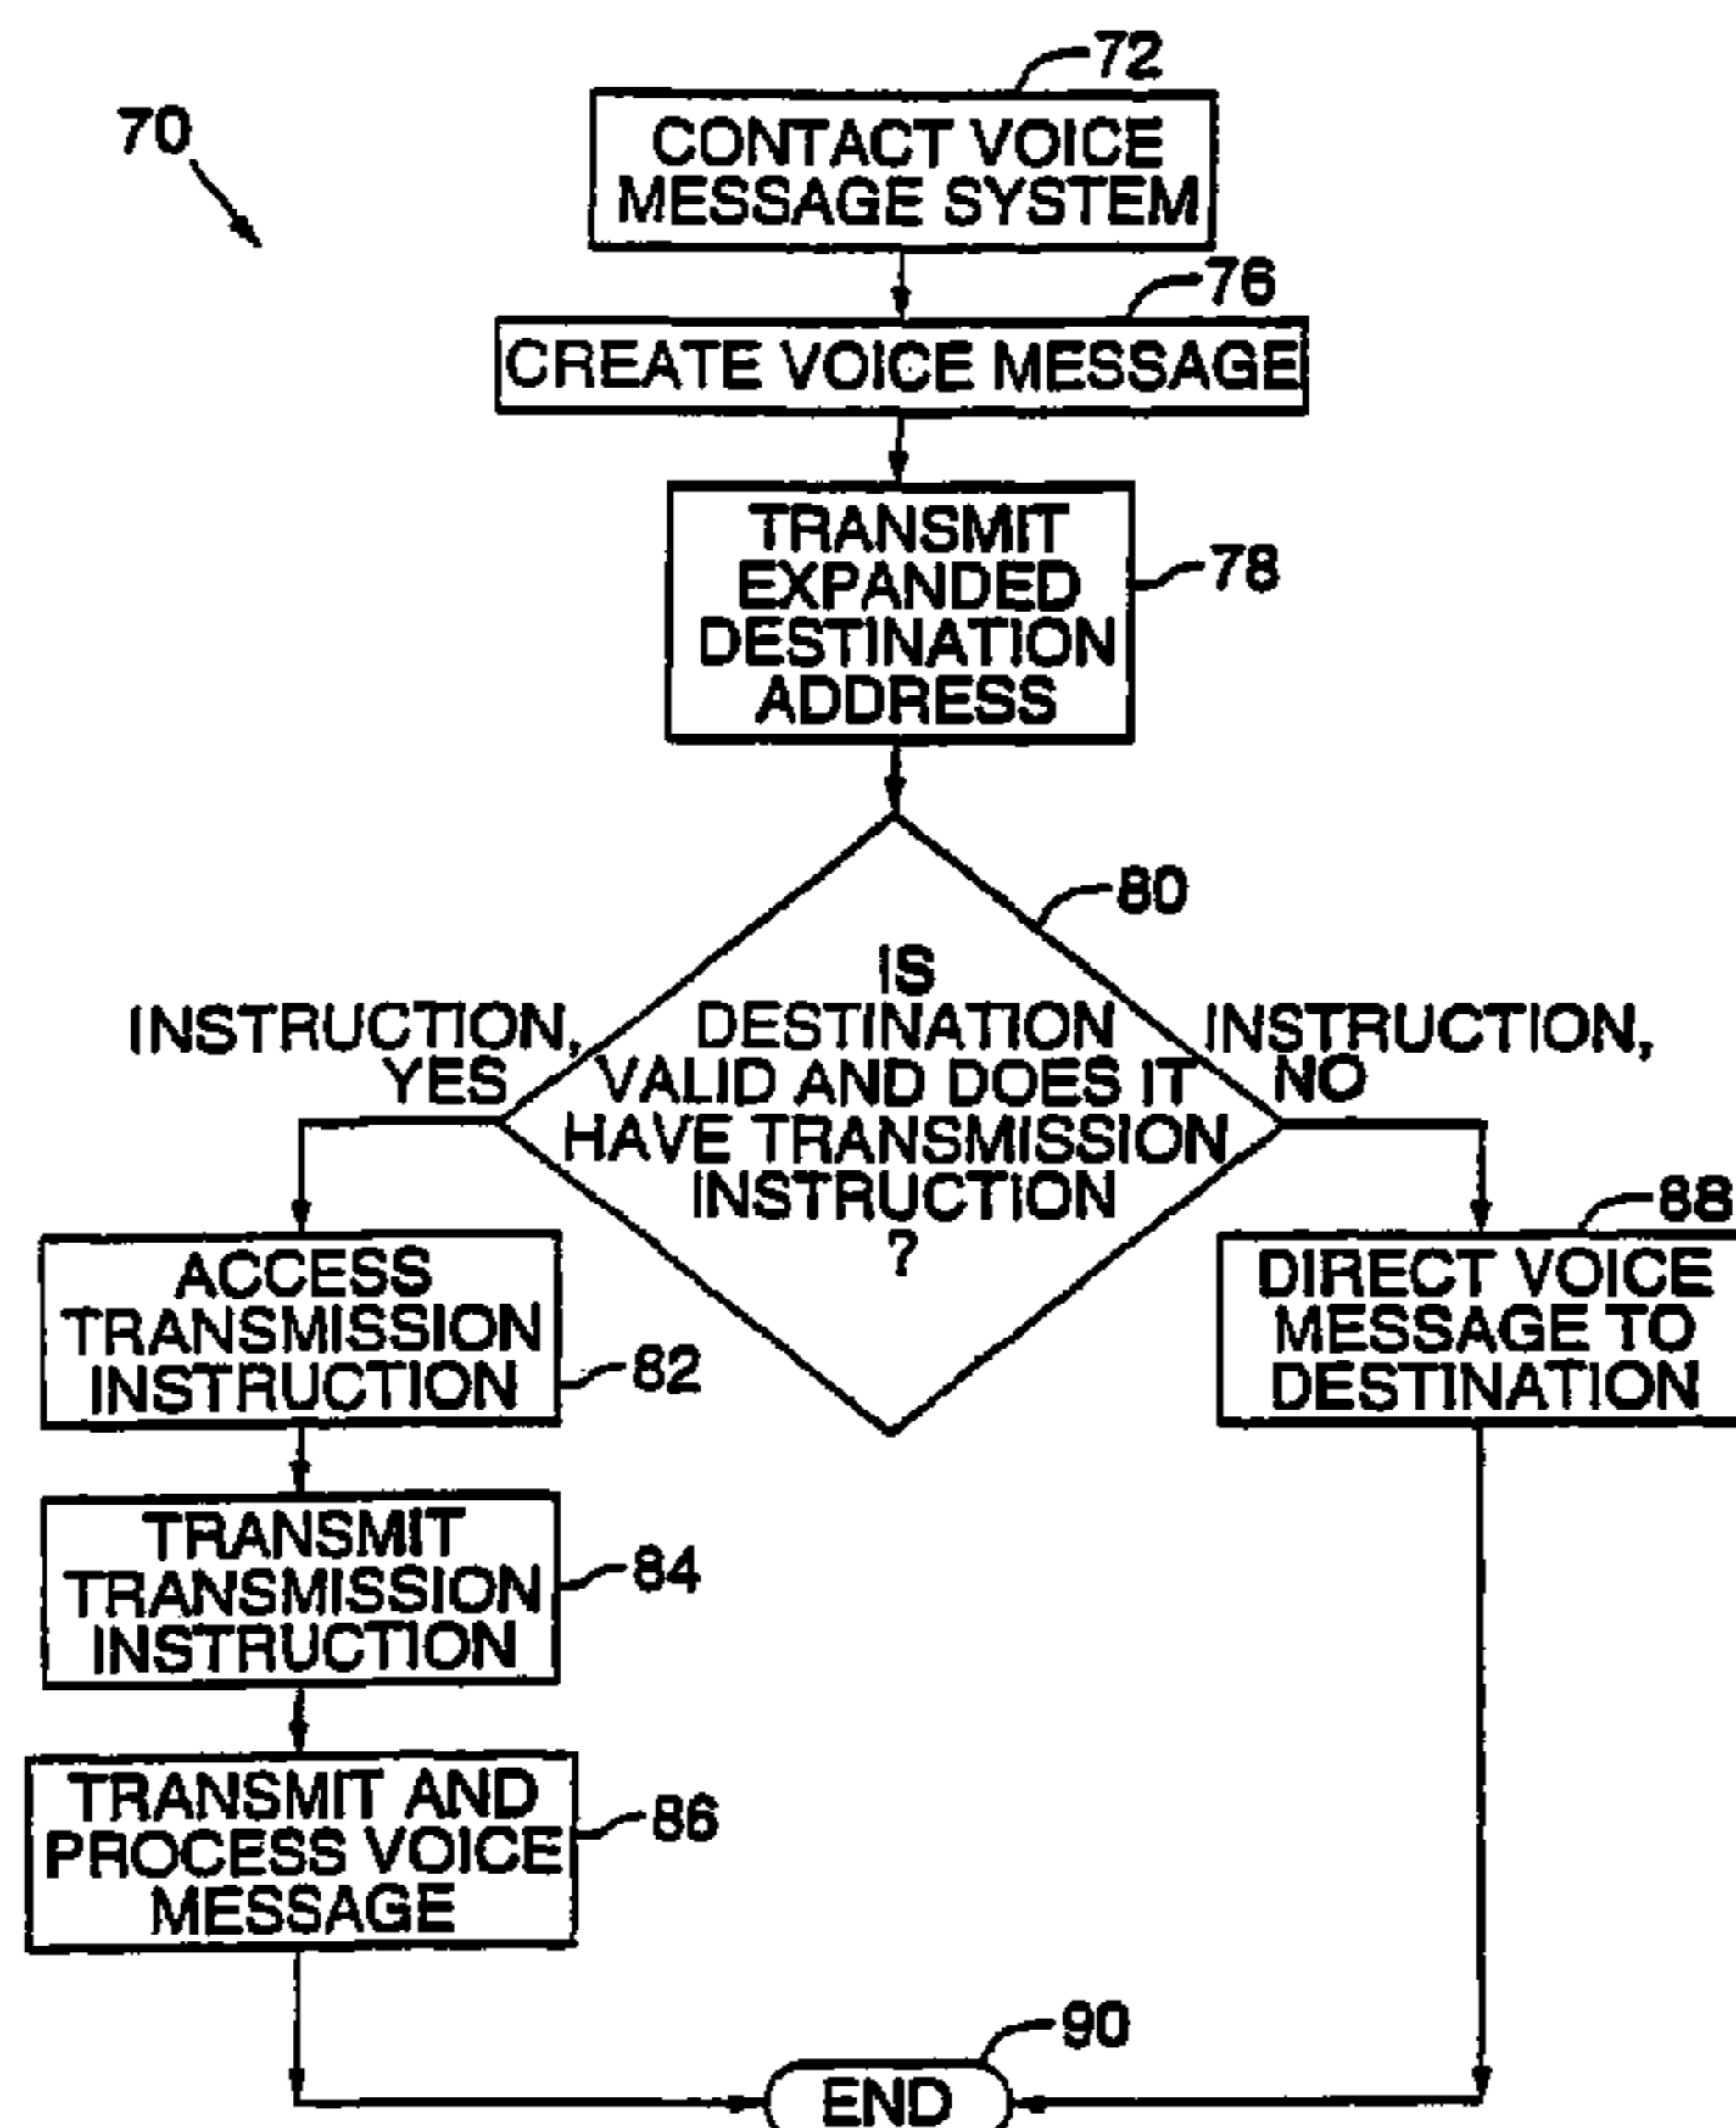 72
70
CONTACT VOICE
MESSAGE SYSTEM
76
CREATE VOICE MESSAGE
TRANSMIT
EXPANDED
DESTINATION
ADDRESS
78
80
IS
DESTINATION
VALID AND DOES IT
HAVE TRANSMISSION
INSTRUCTION
?
INSTRUCTION,
YES
INSTRUCTION,
NO
ACCESS
TRANSMISSION
INSTRUCTION
82
88
DIRECT VOICE
MESSAGE TO
DESTINATION
TRANSMIT
TRANSMISSION
INSTRUCTION
84
TRANSMIT AND
PROCESS VOICE
MESSAGE
86
90
END